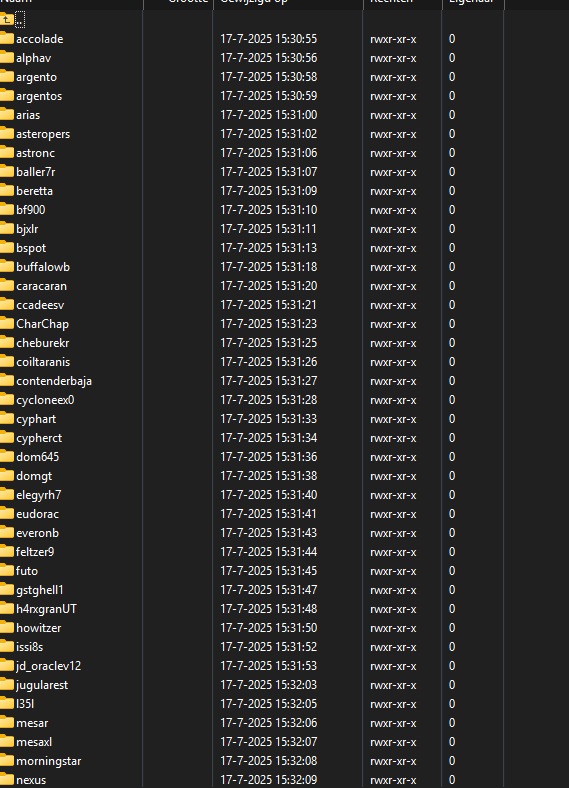 Naam Grootte Gewijzigd op Rechten Eigenaar
..
accolade 17-7-2025 15:30:55 rwxr-xr-x 0
alphav 17-7-2025 15:30:56 rwxr-xr-x 0
argento 17-7-2025 15:30:58 rwxr-xr-x 0
argentos 17-7-2025 15:30:59 rwxr-xr-x 0
arias 17-7-2025 15:31:00 rwxr-xr-x 0
asteropers 17-7-2025 15:31:02 rwxr-xr-x 0
astronc 17-7-2025 15:31:06 rwxr-xr-x 0
baller7r 17-7-2025 15:31:07 rwxr-xr-x 0
beretta 17-7-2025 15:31:09 rwxr-xr-x 0
bf900 17-7-2025 15:31:10 rwxr-xr-x 0
bjxlr 17-7-2025 15:31:11 rwxr-xr-x 0
bspot 17-7-2025 15:31:13 rwxr-xr-x 0
buffalowb 17-7-2025 15:31:18 rwxr-xr-x 0
caracaran 17-7-2025 15:31:20 rwxr-xr-x 0
ccadeesv 17-7-2025 15:31:21 rwxr-xr-x 0
CharChap 17-7-2025 15:31:23 rwxr-xr-x 0
cheburekr 17-7-2025 15:31:25 rwxr-xr-x 0
coiltaranis 17-7-2025 15:31:26 rwxr-xr-x 0
contenderbaja 17-7-2025 15:31:27 rwxr-xr-x 0
cycloneex0 17-7-2025 15:31:28 rwxr-xr-x 0
cyphart 17-7-2025 15:31:33 rwxr-xr-x 0
cypherct 17-7-2025 15:31:34 rwxr-xr-x 0
dom645 17-7-2025 15:31:36 rwxr-xr-x 0
domgt 17-7-2025 15:31:38 rwxr-xr-x 0
elegyrh7 17-7-2025 15:31:40 rwxr-xr-x 0
eudorac 17-7-2025 15:31:41 rwxr-xr-x 0
everonb 17-7-2025 15:31:43 rwxr-xr-x 0
feltzer9 17-7-2025 15:31:44 rwxr-xr-x 0
futo 17-7-2025 15:31:45 rwxr-xr-x 0
gstghell1 17-7-2025 15:31:47 rwxr-xr-x 0
h4rxgranUT 17-7-2025 15:31:48 rwxr-xr-x 0
howitzer 17-7-2025 15:31:50 rwxr-xr-x 0
issi8s 17-7-2025 15:31:52 rwxr-xr-x 0
jd_oraclev12 17-7-2025 15:31:53 rwxr-xr-x 0
jugularest 17-7-2025 15:32:03 rwxr-xr-x 0
l35l 17-7-2025 15:32:05 rwxr-xr-x 0
mesar 17-7-2025 15:32:06 rwxr-xr-x 0
mesaxl 17-7-2025 15:32:07 rwxr-xr-x 0
morningstar 17-7-2025 15:32:08 rwxr-xr-x 0
nexus 17-7-2025 15:32:09 rwxr-xr-x 0